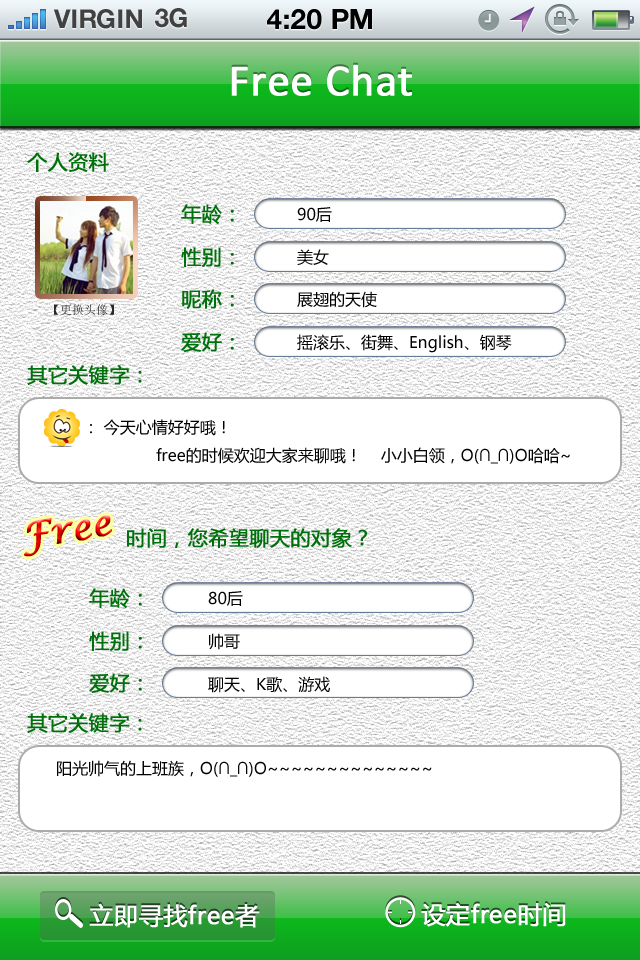 VIRGIN 3G 4:20 PM
Free Chat
个人资料
年龄： 90后
性别： 美女
【更换头像】
昵称： 展翅的天使
爱好： 摇滚乐、街舞、English、钢琴
其它关键字：
： 今天心情好好哦！
free的时候欢迎大家来聊哦！ 小小白领，O(∩_∩)O哈哈~
Free 时间，您希望聊天的对象？
年龄： 80后
性别： 帅哥
爱好： 聊天、K歌、游戏
其它关键字：
阳光帅气的上班族，O(∩_∩)O~~~~~~~~~~~~~~
立即寻找free者 设定free时间